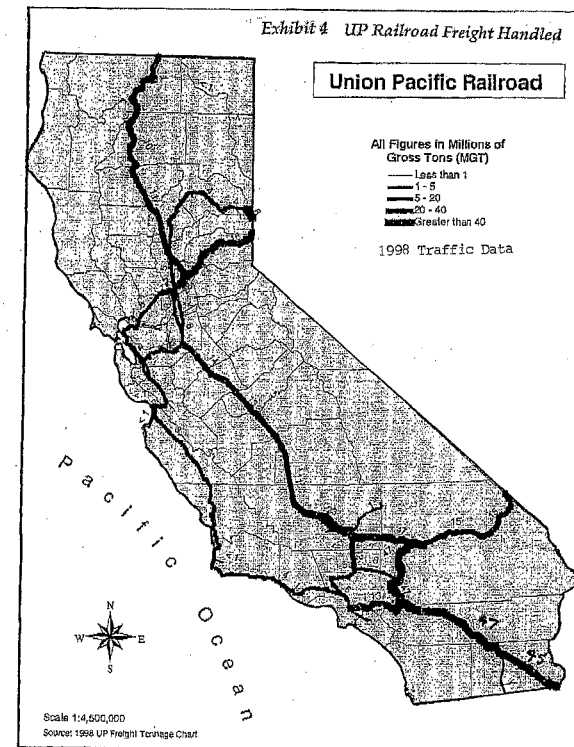 Exhibit 4 UP Railroad Freight Handled
Union Pacific Railroad
All Figures in Millions of
Gross Tons (MGT)
Less than 1
1 - 5
5 - 20
20 - 40
Greater than 40
1998 Traffic Data
15
47
Pacific Ocean
N
W E
S
Scale 1:4,500,000
Source: 1998 UP Freight Tonnage Chart